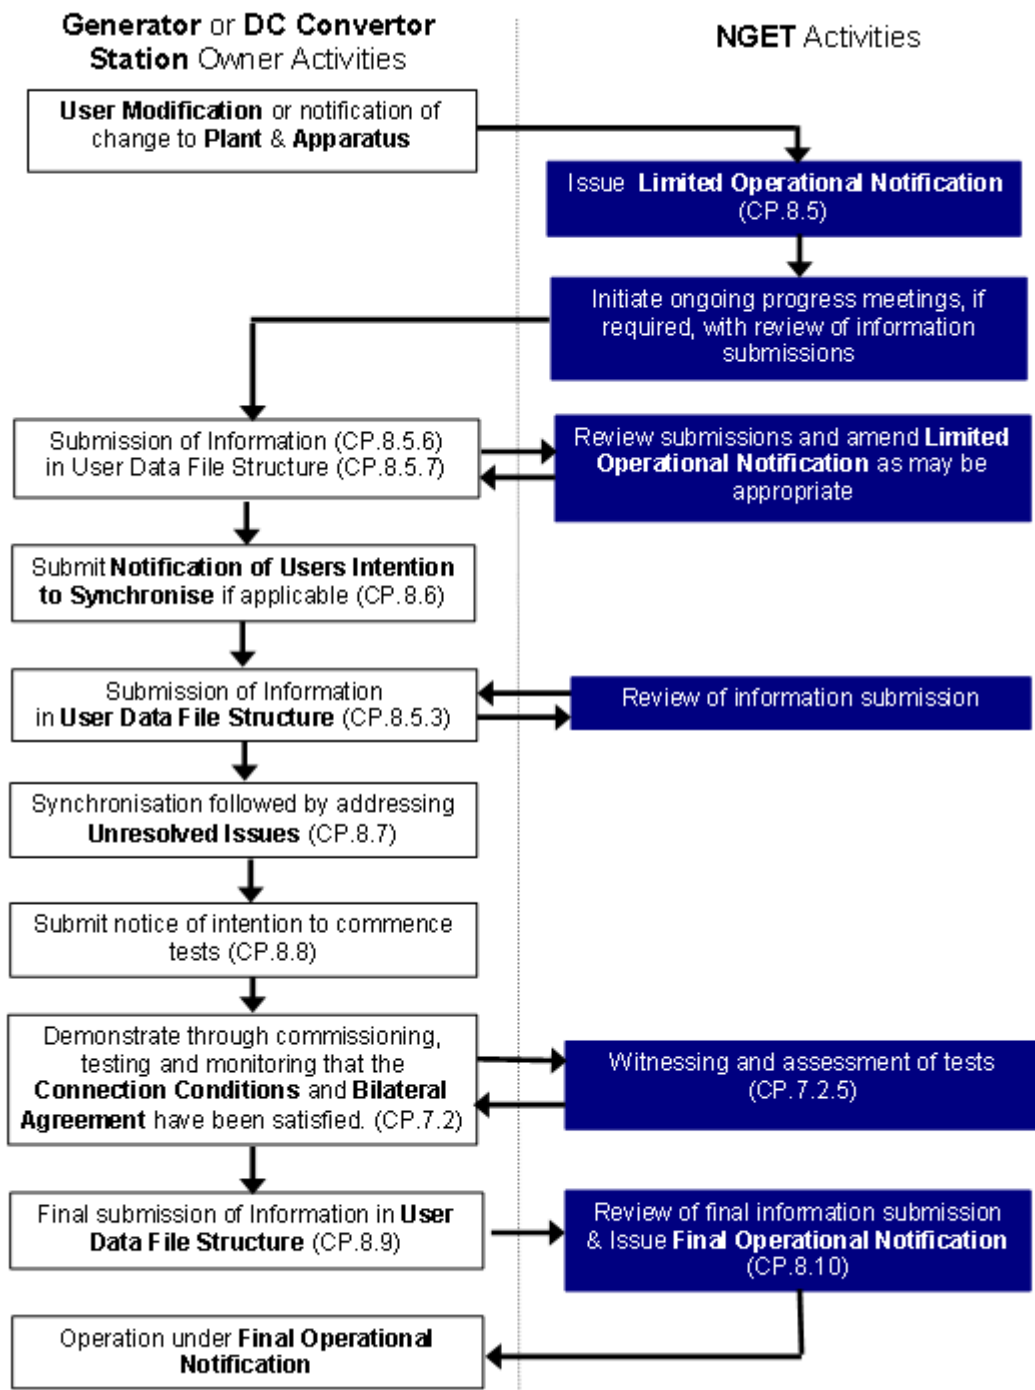 Generator or DC Convertor
Station Owner Activities
NGET Activities
User Modification or notification of
change to Plant & Apparatus
Issue Limited Operational Notification
(CP.8.5)
Initiate ongoing progress meetings, if
required, with review of information
submissions
Submission of Information (CP.8.5.6)
in User Data File Structure (CP.8.5.7)
Review submissions and amend Limited
Operational Notification as may be
appropriate
Submit Notification of Users Intention
to Synchronise if applicable (CP.8.6)
Submission of Information
in User Data File Structure (CP.8.5.3)
Review of information submission
Synchronisation followed by addressing
Unresolved Issues (CP.8.7)
Submit notice of intention to commence
tests (CP.8.8)
Demonstrate through commissioning,
testing and monitoring that the
Connection Conditions and Bilateral
Agreement have been satisfied. (CP.7.2)
Witnessing and assessment of tests
(CP.7.2.5)
Final submission of Information in User
Data File Structure (CP.8.9)
Review of final information submission
& Issue Final Operational Notification
(CP.8.10)
Operation under Final Operational
Notification